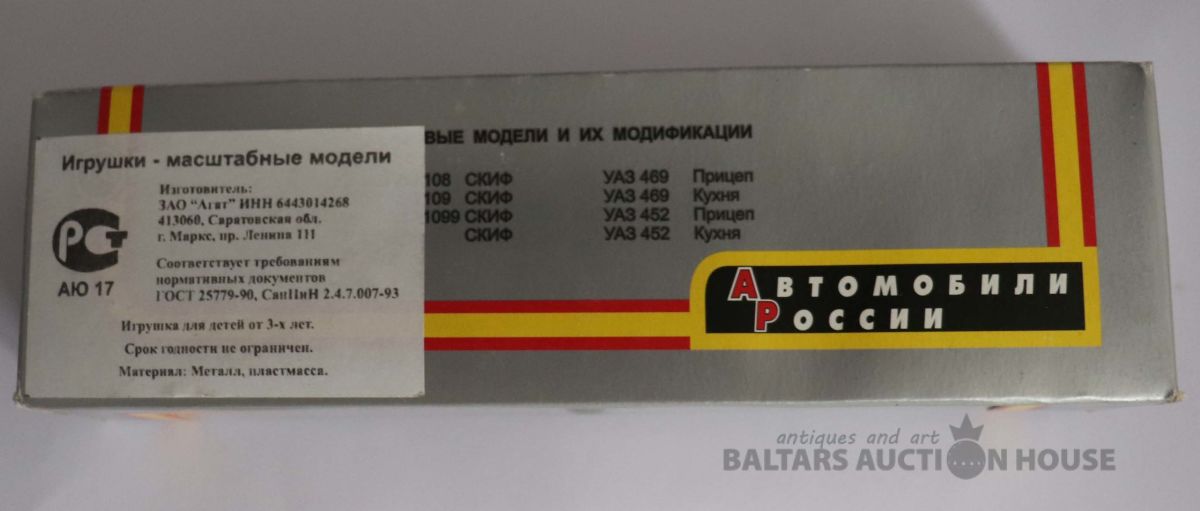 Игрушки - масштабные модели
Изготовитель:
ЗАО "Агат" ИНН 6443014268
413060, Саратовская обл.
г. Маркс, пр. Ленина 111
РСТ
АЮ 17
Соответствует требованиям
нормативных документов
ГОСТ 25779-90, СанПиН 2.4.7.007-93
Игрушка для детей от 3-х лет.
Срок годности не ограничен.
Материал: Металл, пластмасса.
ВЫЕ МОДЕЛИ И ИХ МОДИФИКАЦИИ
108 СКИФ УАЗ 469 Прицеп
109 СКИФ УАЗ 469 Кухня
1099 СКИФ УАЗ 452 Прицеп
СКИФ УАЗ 452 Кухня
АВТОМОБИЛИ
РОССИИ
antiques and art
BALTARS AUCTION HOUSE